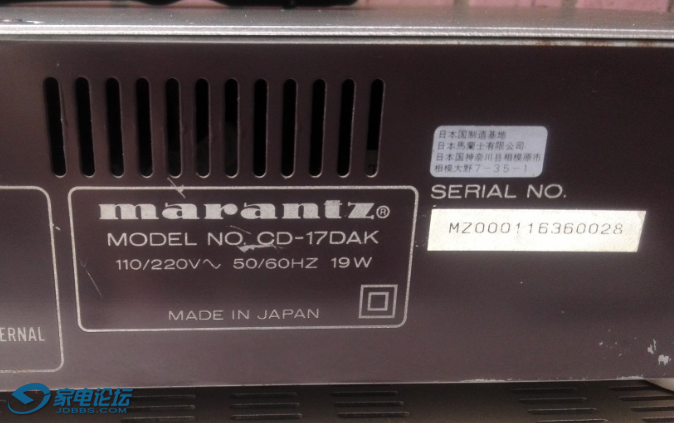 日本国制造基地
日本馬蘭士有限公司
日本国神奈川县相模原市
相模大野7-35-1
marantz®
MODEL NO. CD-17DAK
110/220V～ 50/60HZ 19W
MADE IN JAPAN
SERIAL NO.
MZ000116360028
ERNAL
家电论坛
JDBBS.COM